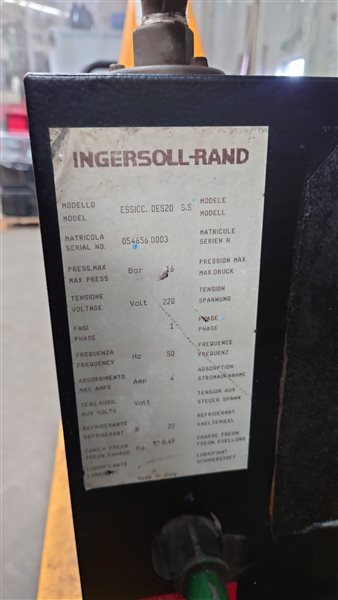 INGERSOLL-RAND
MODELLO ESSICC. DES20 S.S MODELE
MODEL MODELL
MATRICOLA 054656 0003 MATRICULE
SERIAL NO. SERIEN N.
PRESS.MAX Bar 16 PRESSION MAX.
MAX PRESS MAX.DRUCK
TENSIONE Volt 220 TENSION
VOLTAGE SPANNUNG
FASI 1 PHASE
PHASE PHASE
FREQUENZA Hz 50 FREQUENCE
FREQUENCY FREQUENZ
ASSORBIMENTO Amp 4 ABSORPTION
MAX AMPS STROMAUFNAHME
TENS.AUSIL Volt TENSION AUX
AUX VOLTS STEUER SPANN
REFRIGERANTE R 22 REFRIGERANT
REFRIGERANT KAELTEMITTEL
CARICA FREON Kg CHARGE FREON
FREON CHARGE FREON FUELLUNG
LUBRIFICANTE LUBRIFIANT
SCHMIERSTOFF
Made in Italy